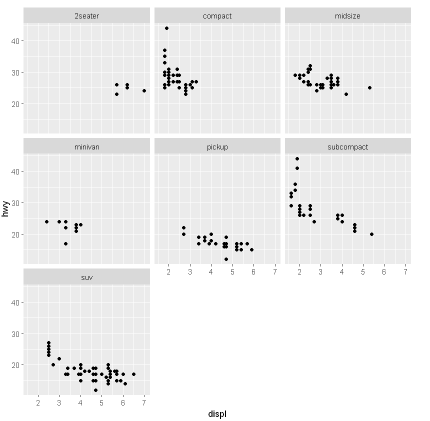 2seater compact midsize
40
30
20
minivan pickup subcompact
40
30
20
2 3 4 5 6 7 2 3 4 5 6 7
suv
40
30
20
2 3 4 5 6 7
hwy
displ